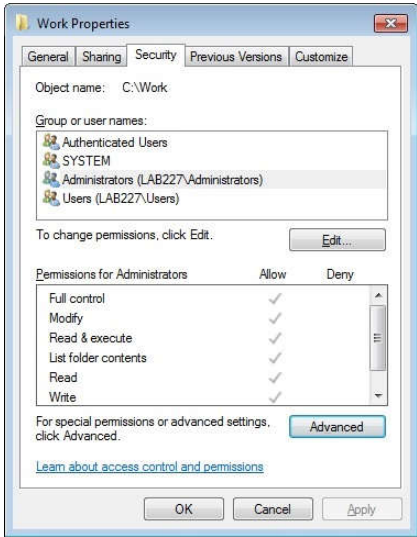 Work Properties
General Sharing Security Previous Versions Customize
Object name: C:\Work
Group or user names:
Authenticated Users
SYSTEM
Administrators (LAB227\Administrators)
Users (LAB227\Users)
To change permissions, click Edit.
Edit...
Permissions for Administrators Allow Deny
Full control
Modify
Read & execute
List folder contents
Read
Write
For special permissions or advanced settings,
click Advanced.
Advanced
Learn about access control and permissions
OK Cancel Apply